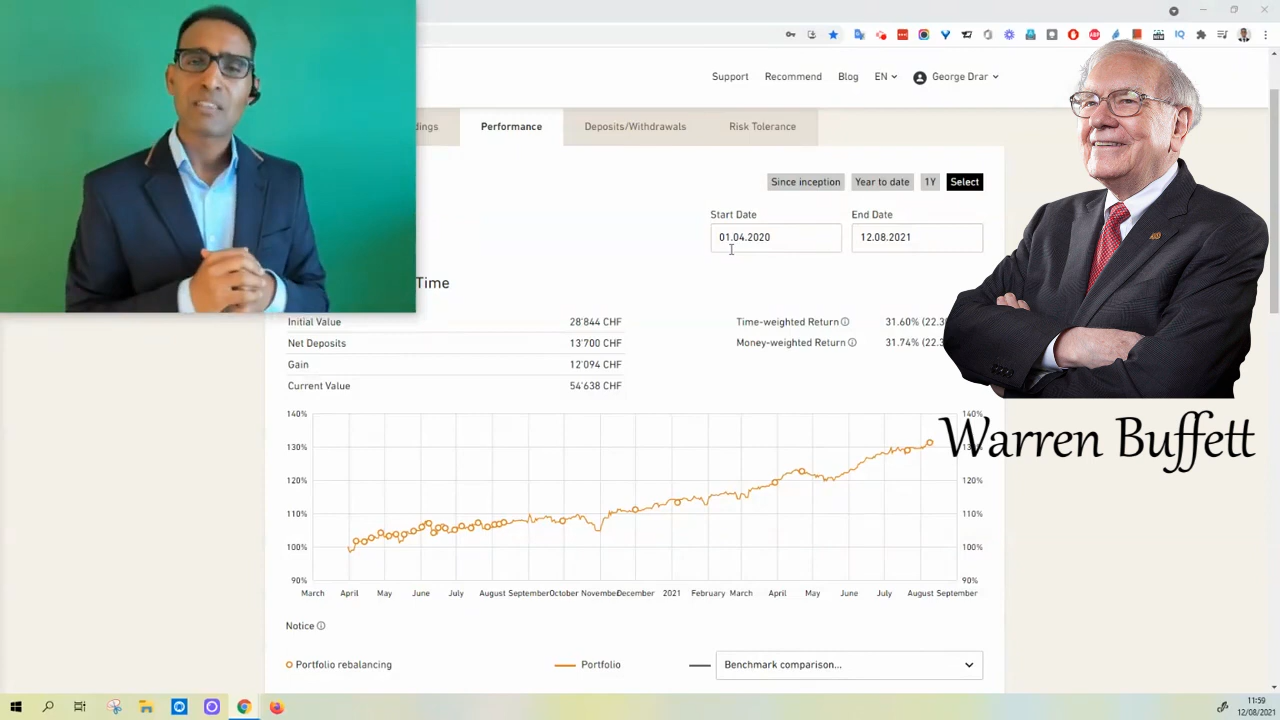 Support Recommend Blog EN George Drar
dings Performance Deposits/Withdrawals Risk Tolerance
Since inception Year to date 1Y Select
Start Date End Date
01.04.2020 12.08.2021
Time
Initial Value 28'844 CHF Time-weighted Return 31.60% (22.3
Net Deposits 13'700 CHF Money-weighted Return 31.74% (22.3
Gain 12'094 CHF
Current Value 54'638 CHF
140% 140%
130% 130%
120% 120%
110% 110%
100% 100%
90% 90%
March April May June July August September October November December 2021 February March April May June July August September
Warren Buffett
Notice
Portfolio rebalancing Portfolio Benchmark comparison...
11:59
12/08/2021